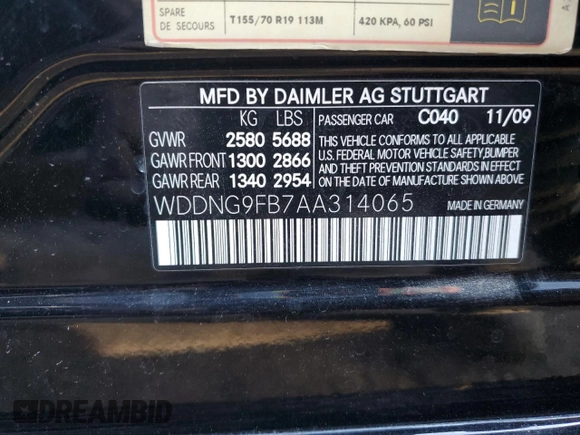 SPARE
DE SECOURS
T155/70 R19 113M
420 KPA, 60 PSI
MFD BY DAIMLER AG STUTTGART
KG LBS PASSENGER CAR C040 11/09
GVWR 2580 5688
GAWR FRONT 1300 2866
GAWR REAR 1340 2954
THIS VEHICLE CONFORMS TO ALL APPLICABLE
U.S. FEDERAL MOTOR VEHICLE SAFETY, BUMPER
AND THEFT PREVENTION STANDARDS IN EFFECT
ON DATE OF MANUFACTURE SHOWN ABOVE
WDDNG9FB7AA314065
MADE IN GERMANY
DREAMBID